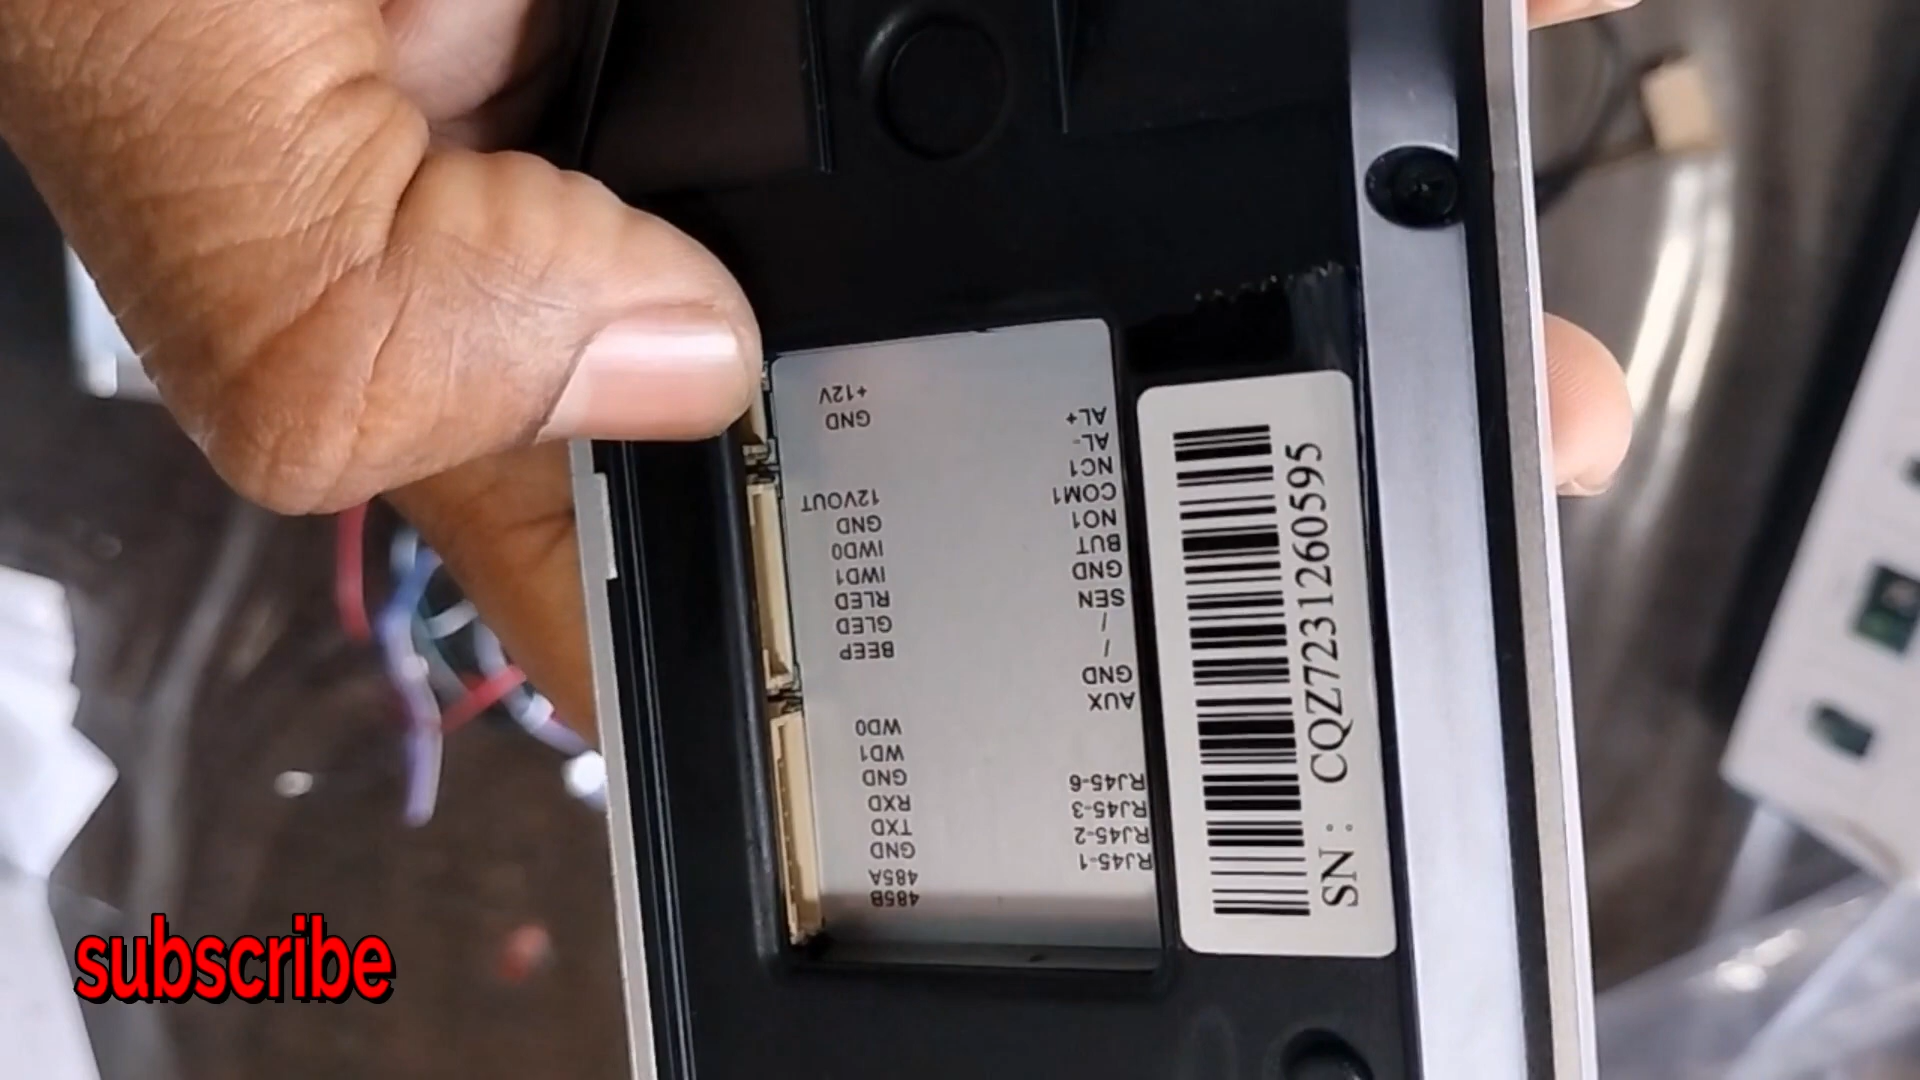 +12V
GND
12VOUT
GND
IWD0
IWD1
RLED
GLED
BEEP
WD0
WD1
GND
RXD
TXD
GND
485A
485B
AL+
AL-
NC1
COM1
NO1
BUT
GND
SEN
/
/
GND
AUX
RJ45-6
RJ45-3
RJ45-2
RJ45-1
SN : CQZ7231260595
subscribe